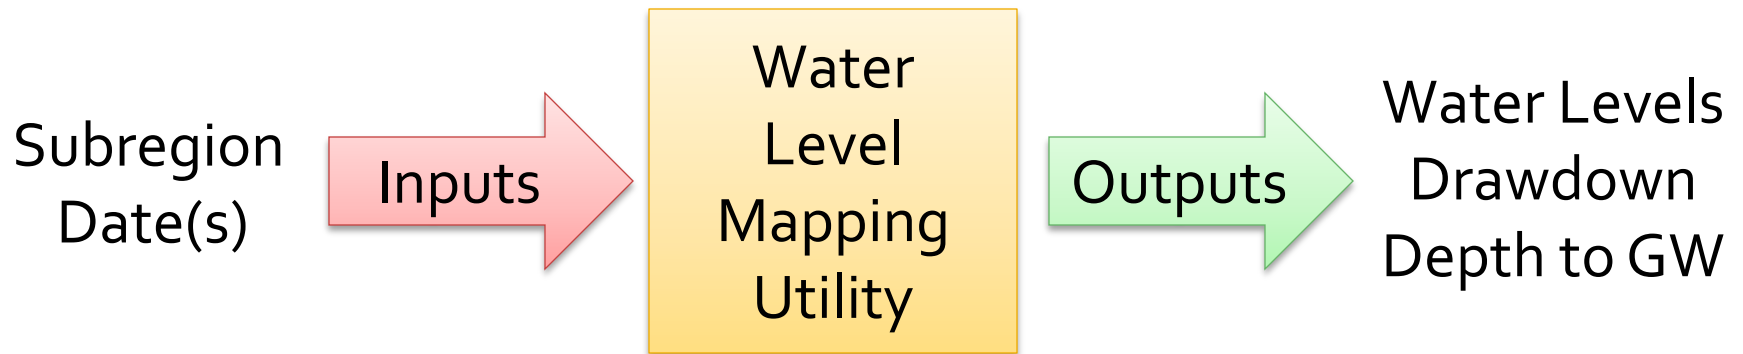 Subregion
Date(s)
Inputs
Water
Level
Mapping
Utility
Outputs
Water Levels
Drawdown
Depth to GW